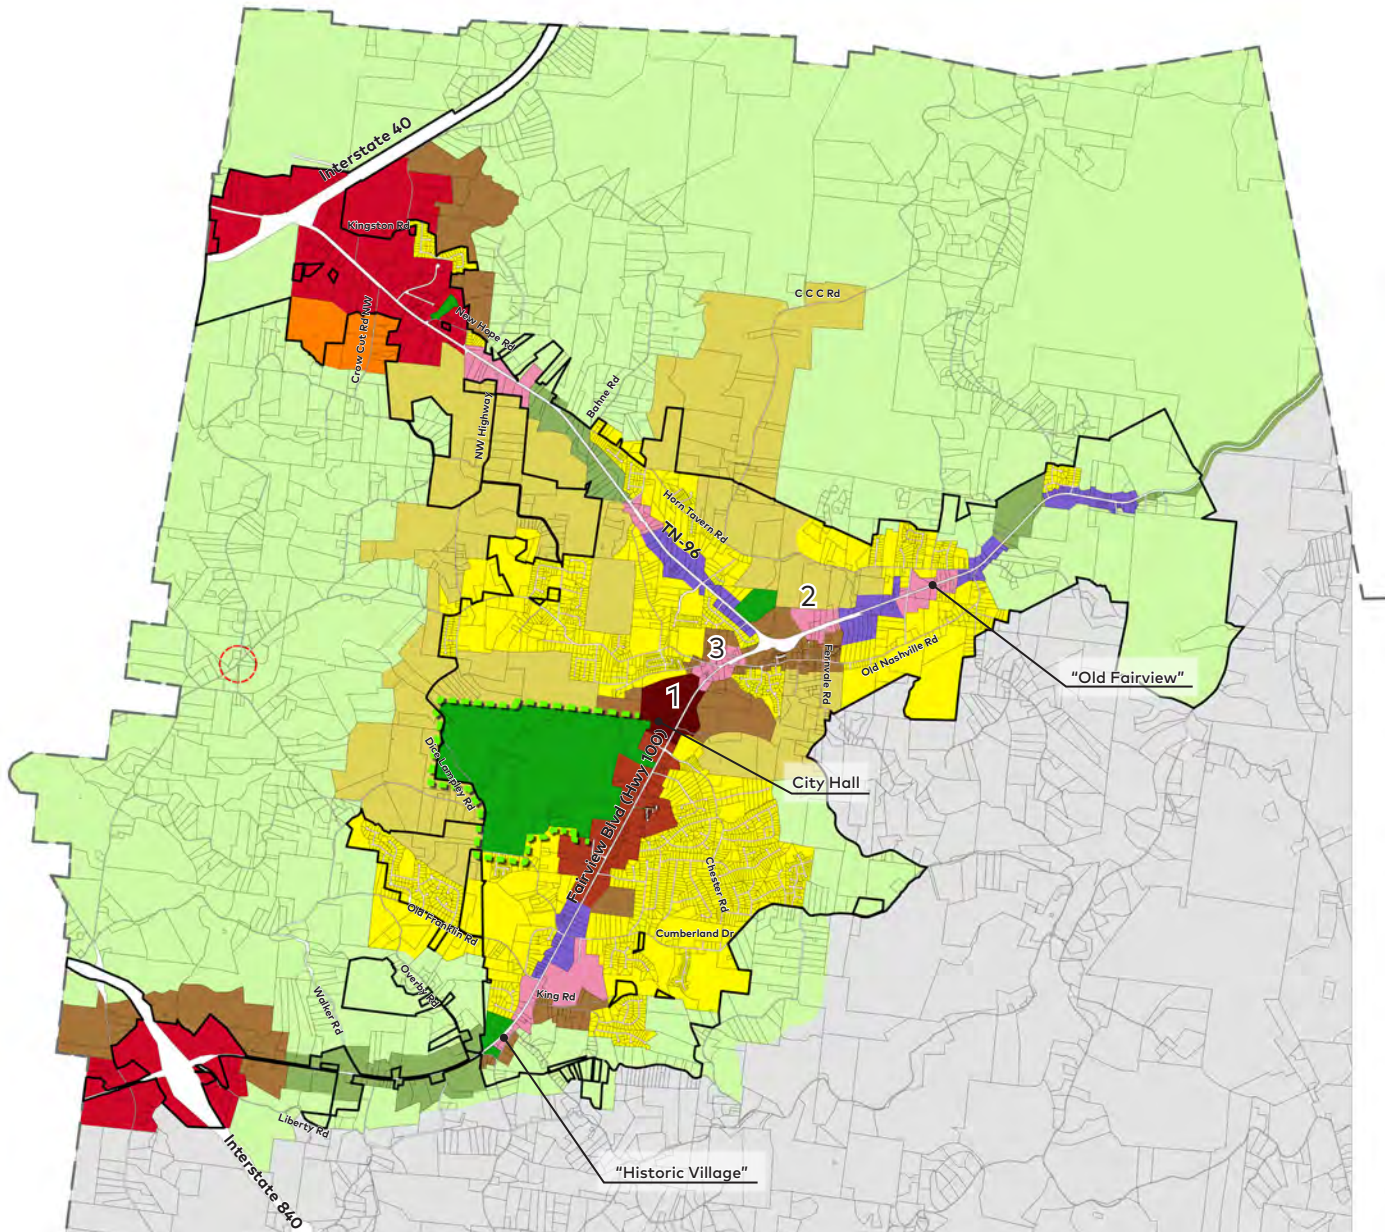 Interstate 40
Kingston Rd
C C C Rd
New Hope Rd
Crow Cut Rd NW
Bahne Rd
NW Highway
Horn Tavern Rd
TN-96
2
3
Old Nashville Rd
Fairvale Rd
"Old Fairview"
1
City Hall
Dice Lampley Rd
Fairview Blvd (Hwy 100)
Chester Rd
Old Franklin Rd
Cumberland Dr
Overby Rd
King Rd
Walker Rd
Liberty Rd
Interstate 840
"Historic Village"